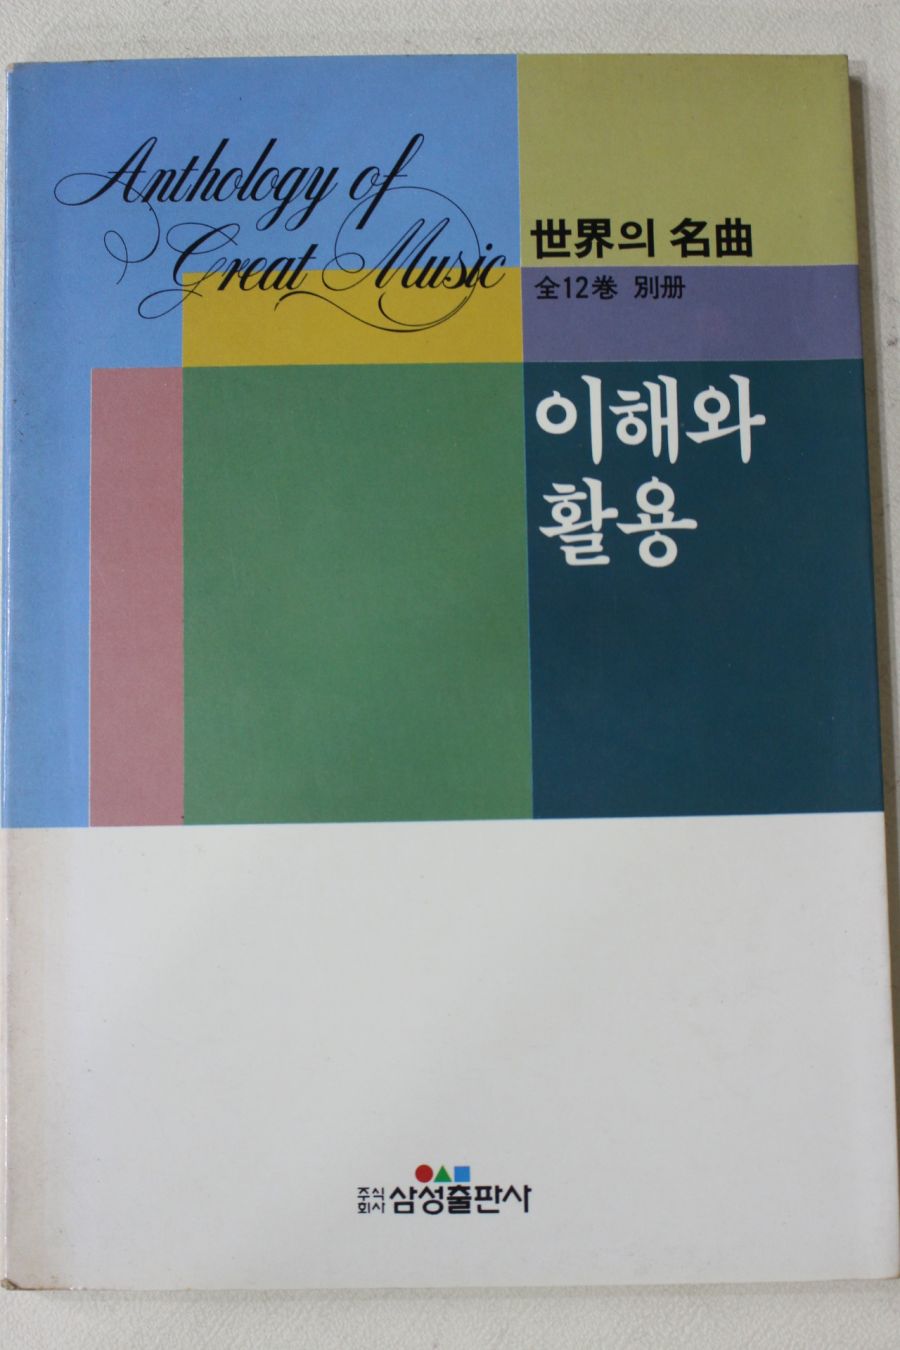 Anthology of
Great Music
世界의 名曲
全12巻 別册
이해와
활용
주식회사 삼성출판사